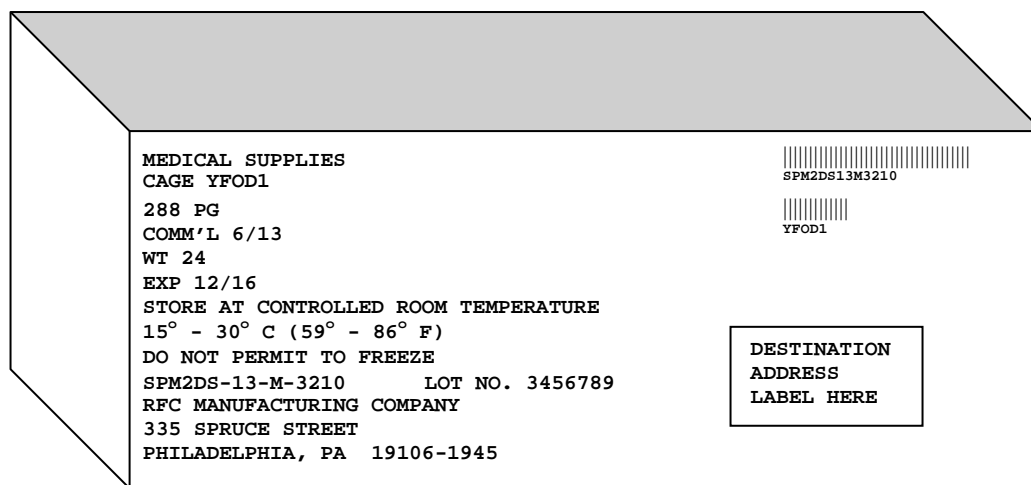 MEDICAL SUPPLIES
CAGE YFOD1
288 PG
COMM’L 6/13
WT 24
EXP 12/16
STORE AT CONTROLLED ROOM TEMPERATURE
15° - 30° C (59° - 86° F)
DO NOT PERMIT TO FREEZE
SPM2DS-13-M-3210 LOT NO. 3456789
RFC MANUFACTURING COMPANY
335 SPRUCE STREET
PHILADELPHIA, PA 19106-1945
SPM2DS13M3210
YFOD1
DESTINATION
ADDRESS
LABEL HERE